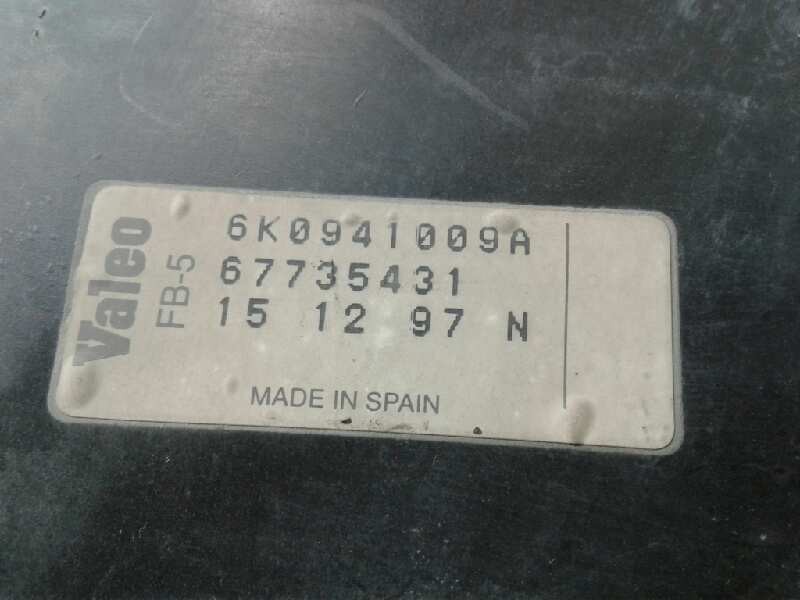 Valeo
FB-5
6K0941009A
67735431
15 12 97 N
MADE IN SPAIN